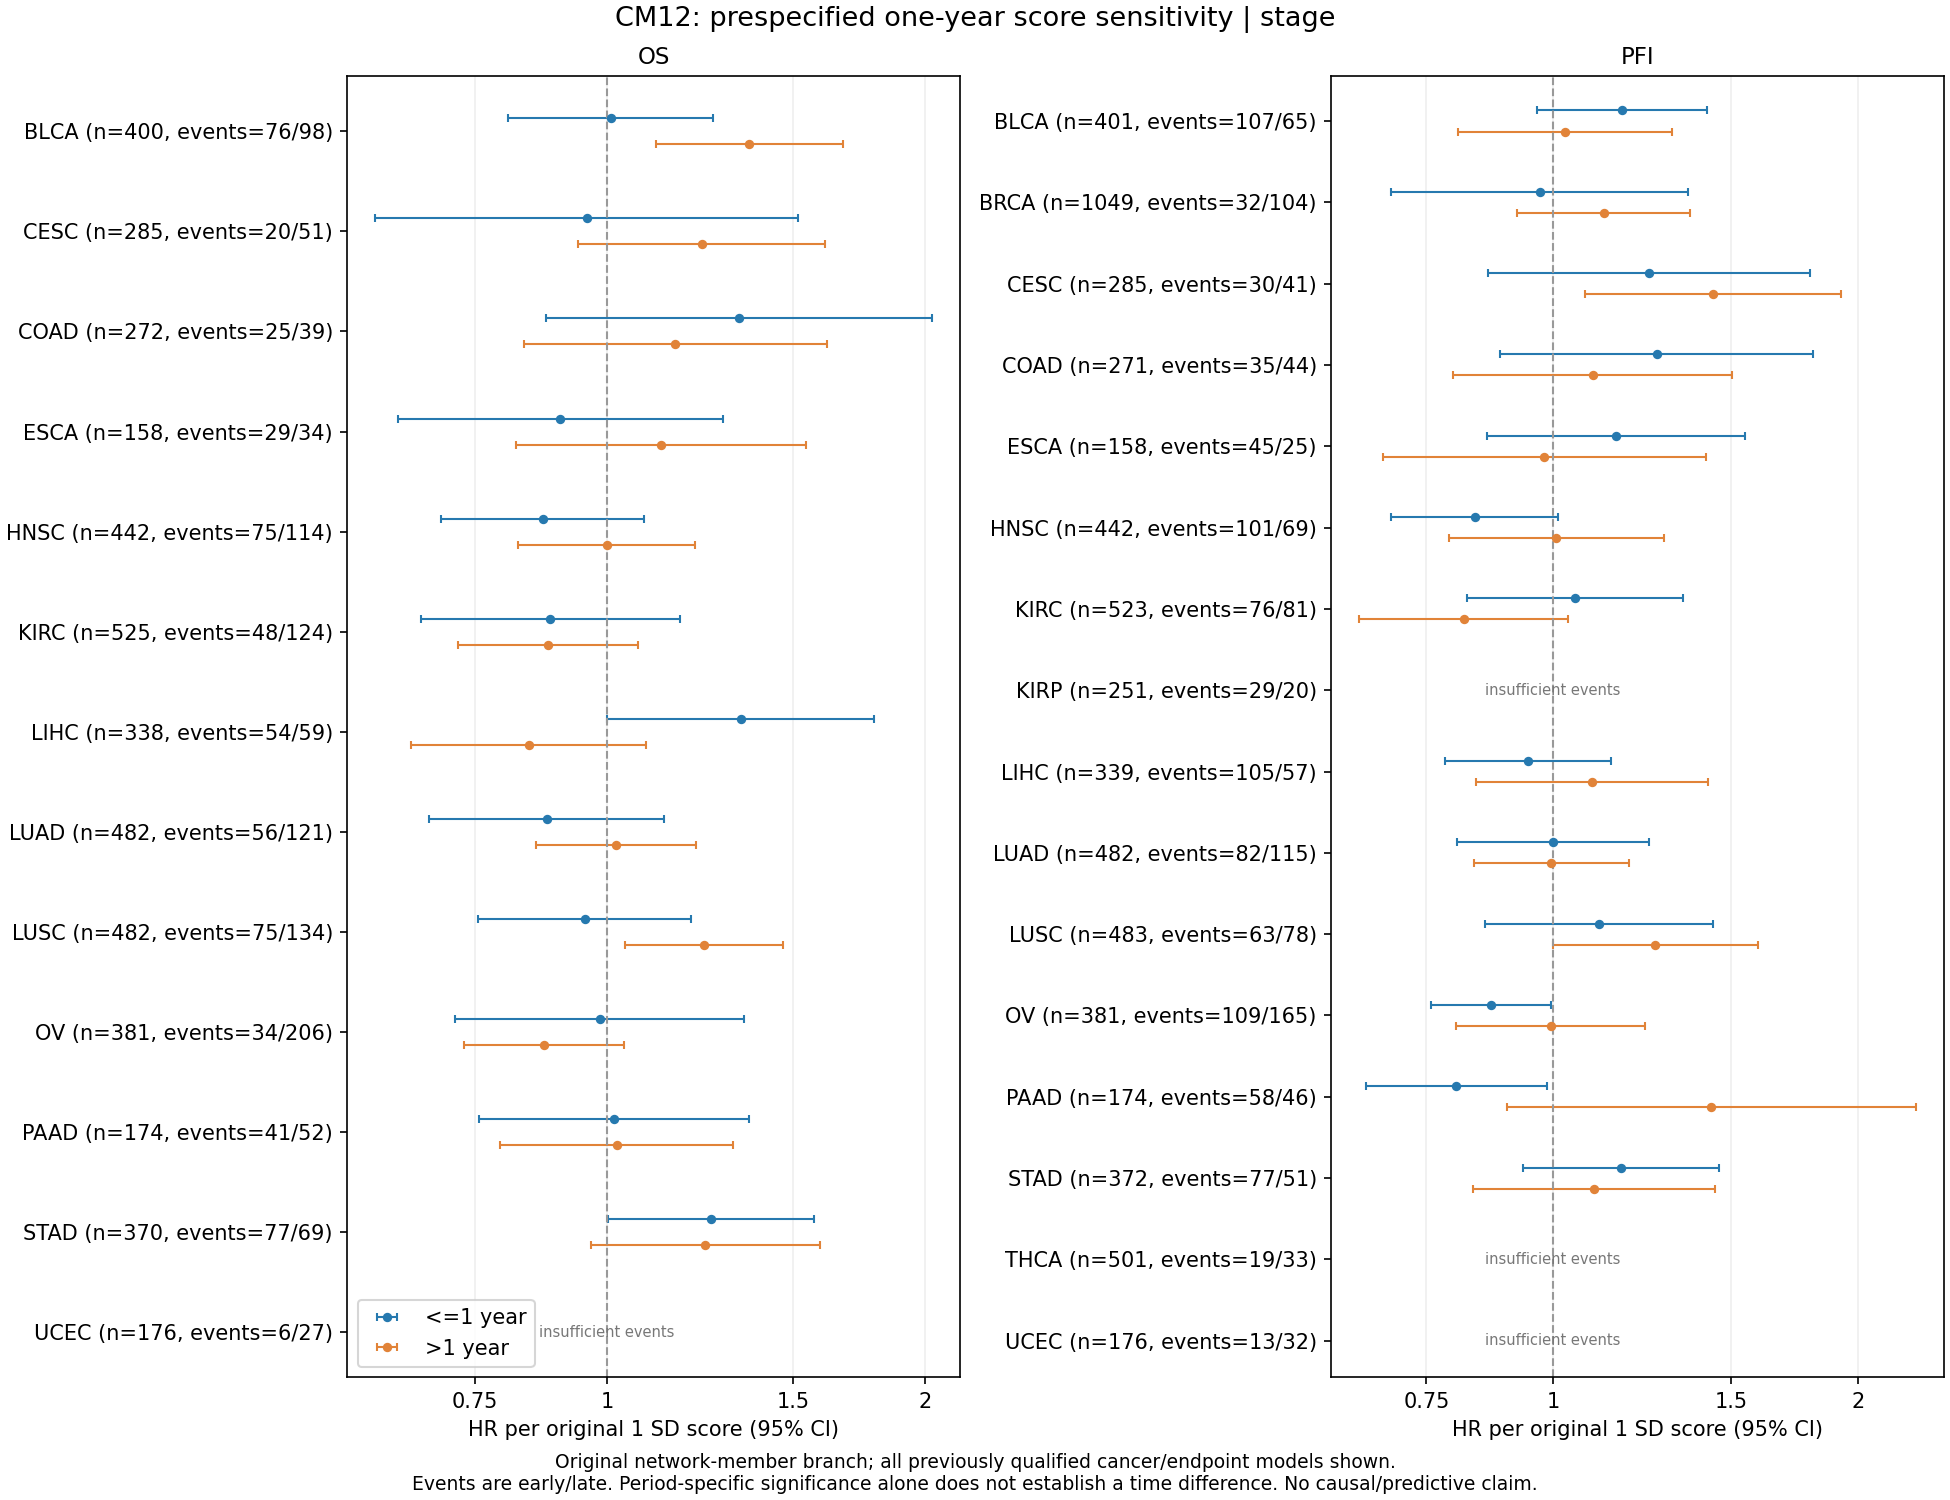 CM12: prespecified one-year score sensitivity | stage
OS
BLCA (n=400, events=76/98)
CESC (n=285, events=20/51)
COAD (n=272, events=25/39)
ESCA (n=158, events=29/34)
HNSC (n=442, events=75/114)
KIRC (n=525, events=48/124)
LIHC (n=338, events=54/59)
LUAD (n=482, events=56/121)
LUSC (n=482, events=75/134)
OV (n=381, events=34/206)
PAAD (n=174, events=41/52)
STAD (n=370, events=77/69)
UCEC (n=176, events=6/27)
insufficient events
<=1 year
>1 year
0.75 1 1.5 2
HR per original 1 SD score (95% CI)
PFI
BLCA (n=401, events=107/65)
BRCA (n=1049, events=32/104)
CESC (n=285, events=30/41)
COAD (n=271, events=35/44)
ESCA (n=158, events=45/25)
HNSC (n=442, events=101/69)
KIRC (n=523, events=76/81)
KIRP (n=251, events=29/20)
insufficient events
LIHC (n=339, events=105/57)
LUAD (n=482, events=82/115)
LUSC (n=483, events=63/78)
OV (n=381, events=109/165)
PAAD (n=174, events=58/46)
STAD (n=372, events=77/51)
THCA (n=501, events=19/33)
insufficient events
UCEC (n=176, events=13/32)
insufficient events
0.75 1 1.5 2
HR per original 1 SD score (95% CI)
Original network-member branch; all previously qualified cancer/endpoint models shown.
Events are early/late. Period-specific significance alone does not establish a time difference. No causal/predictive claim.